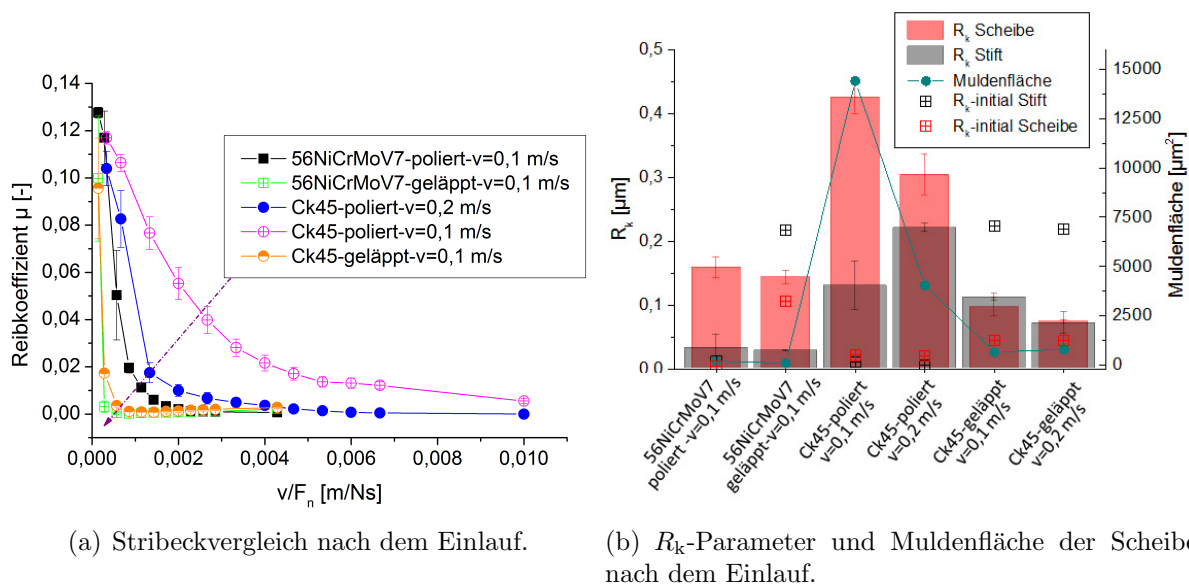 0,14
0,12
0,10
0,08
0,06
0,04
0,02
0,00
Reibkoeffizient µ [-]
56NiCrMoV7-poliert-v=0,1 m/s
56NiCrMoV7-geläppt-v=0,1 m/s
Ck45-poliert-v=0,2 m/s
Ck45-poliert-v=0,1 m/s
Ck45-geläppt-v=0,1 m/s
0,000 0,002 0,004 0,006 0,008 0,010
v/Fn [m/Ns]
(a) Stribeckvergleich nach dem Einlauf.
Rk Scheibe
Rk Stift
Muldenfläche
Rk-initial Stift
Rk-initial Scheibe
0,5
0,4
0,3
0,2
0,1
0,0
Rk [µm]
15000
12500
10000
7500
5000
2500
0
Muldenfläche [µm²]
56NiCrMoV7
poliert -v=0,1 m/s
56NiCrMoV7
geläppt-v=0,1 m/s
Ck45-poliert
v=0,1 m/s
Ck45-poliert
v=0,2 m/s
Ck45-geläppt
v=0,1 m/s
Ck45-geläppt
v=0,2 m/s
(b) Rk-Parameter und Muldenfläche der Scheibe
nach dem Einlauf.